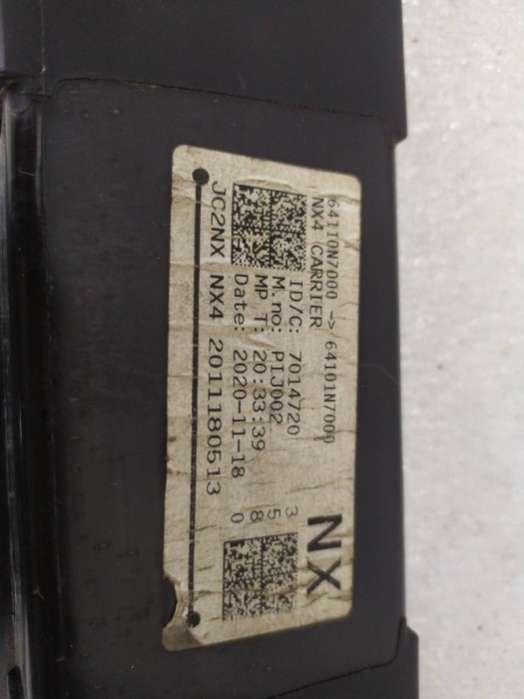 64110N7000 -> 64101N7000
NX4 CARRIER
NX
ID/C: 7014720 3
M.no: PIJ002 5
MP T: 20:33:39 8
Date: 2020-11-18 0
JC2NX NX4 2011180513